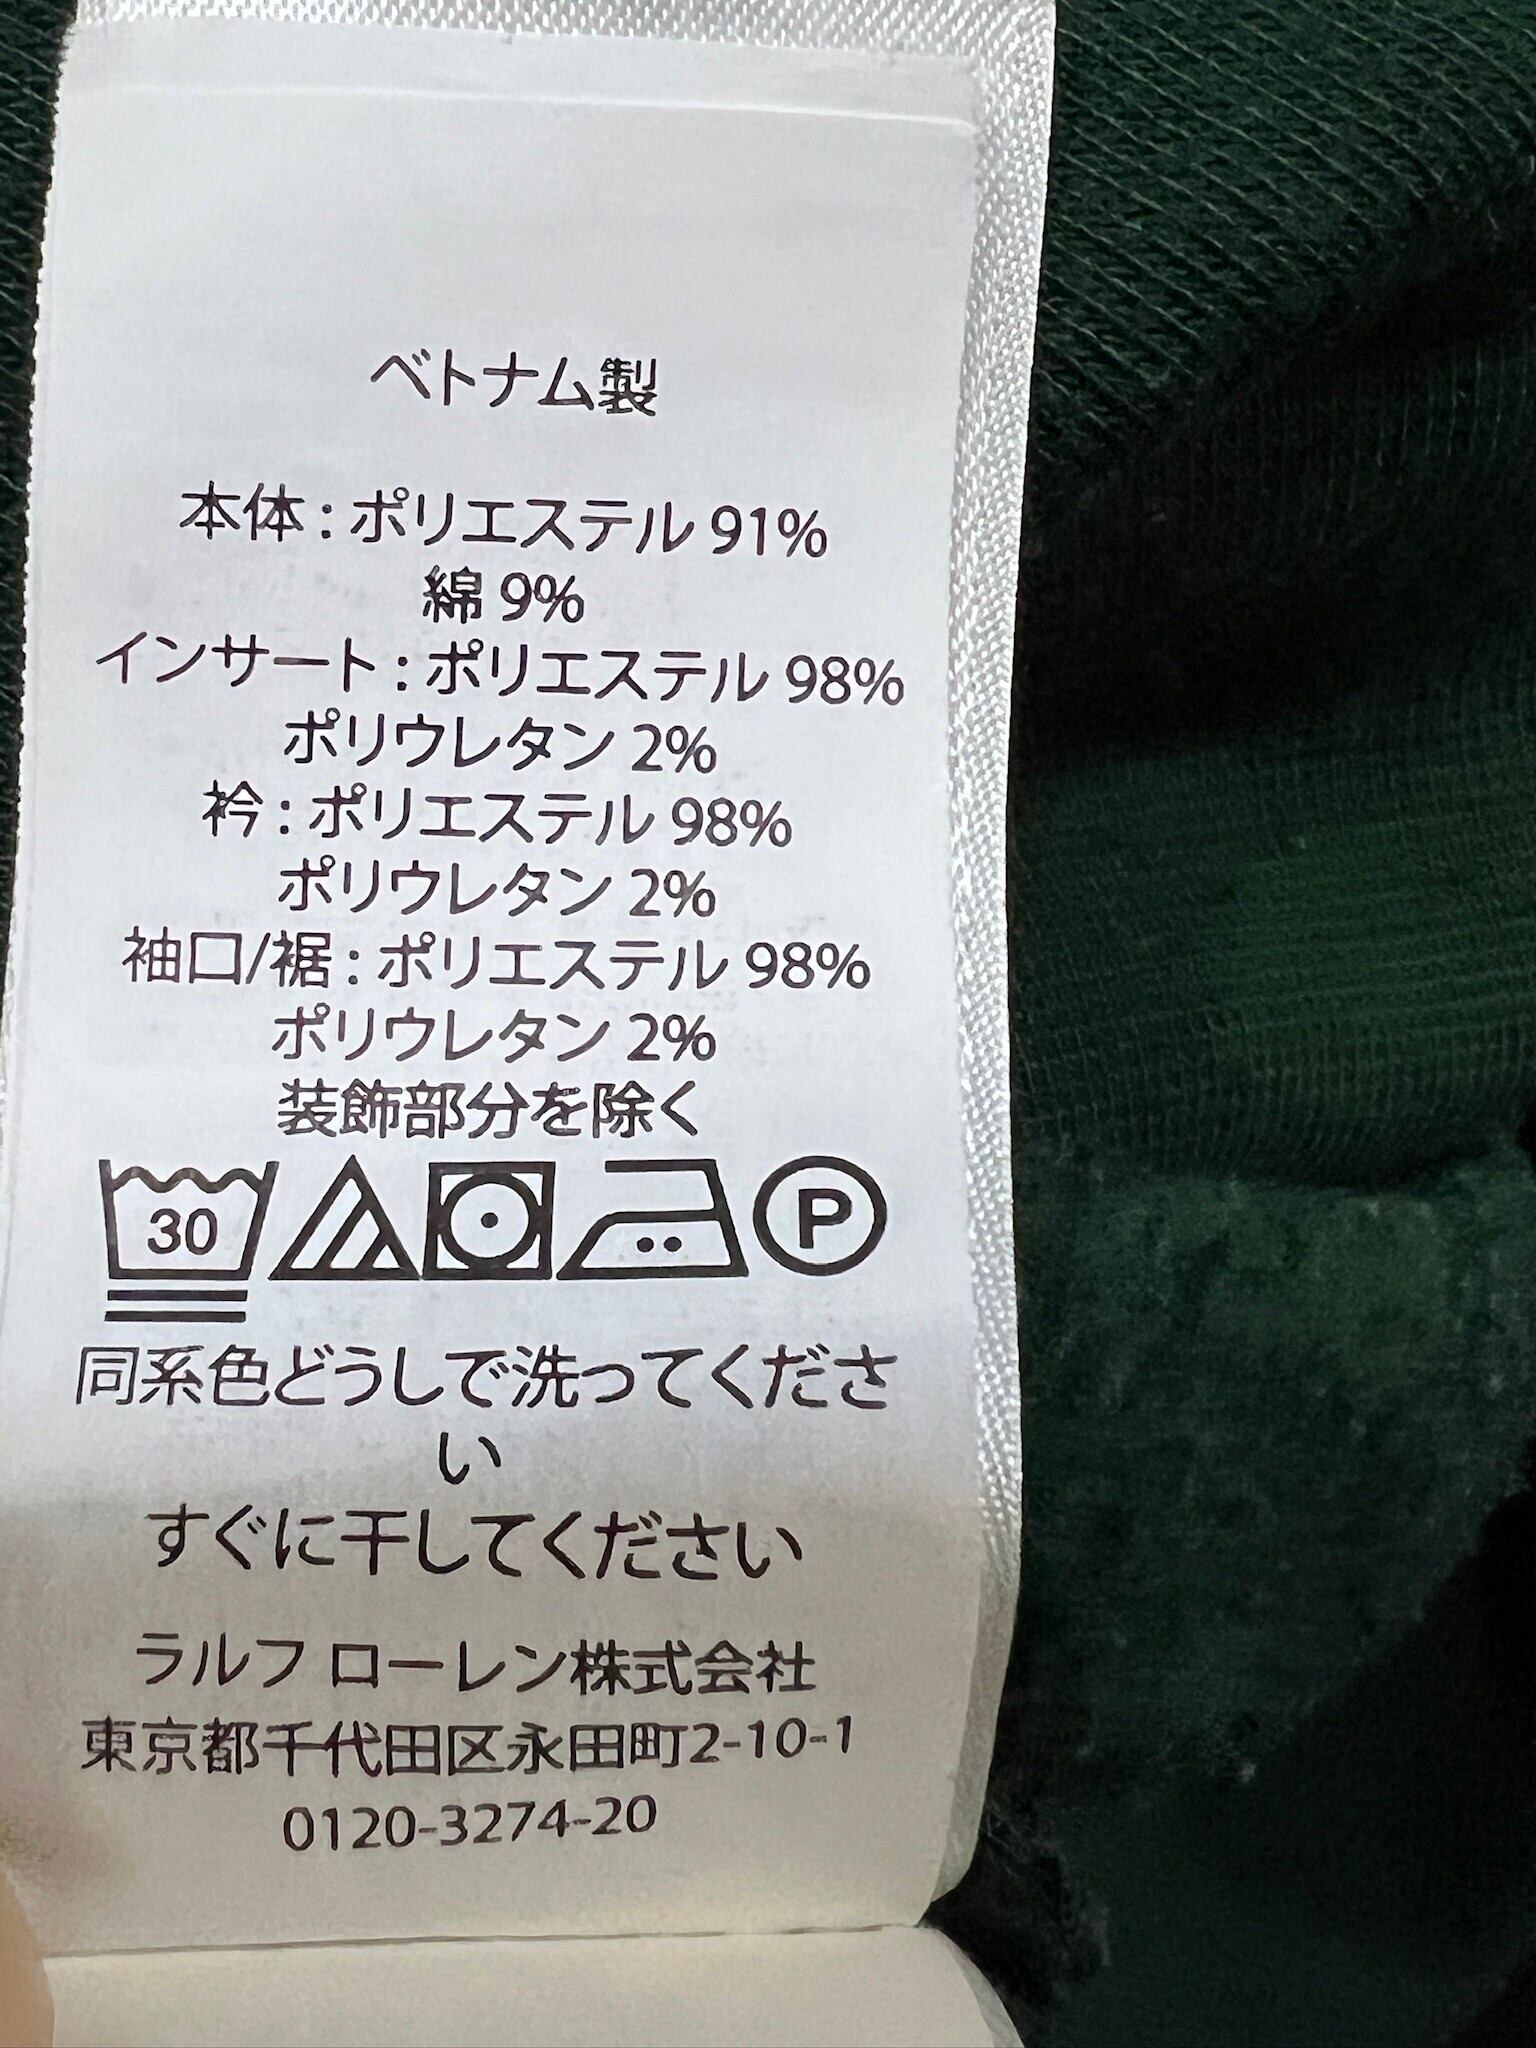 ベトナム製
本体 : ポリエステル 91%
綿 9%
インサート : ポリエステル 98%
ポリウレタン 2%
衿 : ポリエステル 98%
ポリウレタン 2%
袖口/裾 : ポリエステル 98%
ポリウレタン 2%
装飾部分を除く
30 P
同系色どうしで洗ってくださ
い
すぐに干してください
ラルフ ローレン株式会社
東京都千代田区永田町2-10-1
0120-3274-20